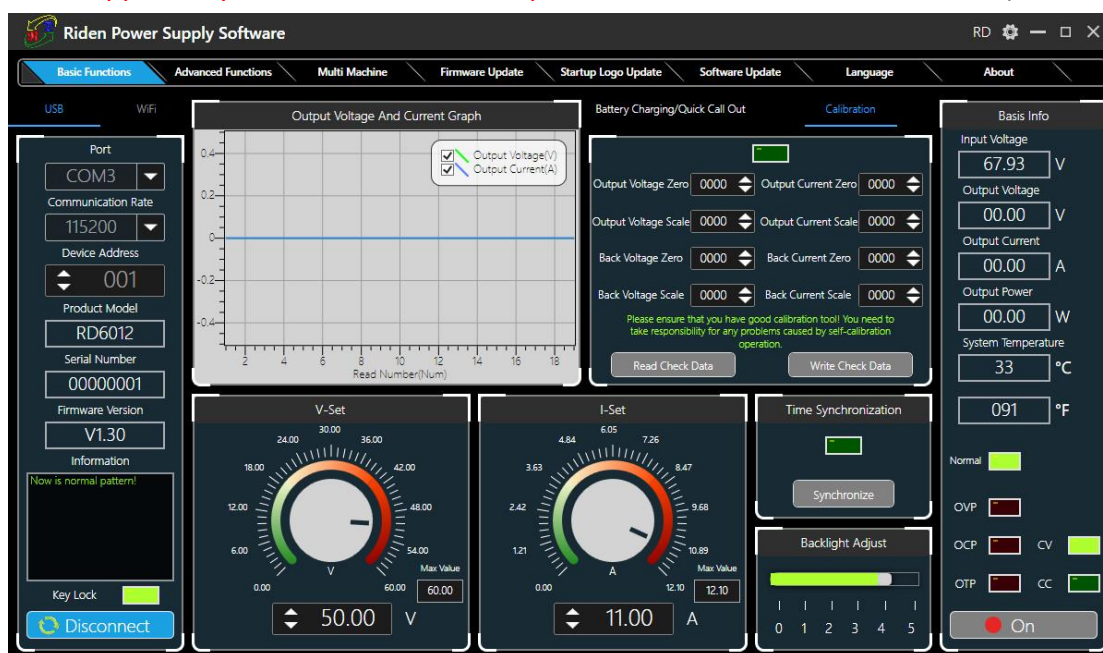 Riden Power Supply Software
RD
Basic Functions
Advanced Functions
Multi Machine
Firmware Update
Startup Logo Update
Software Update
Language
About
USB
WiFi
Port
COM3
Communication Rate
115200
Device Address
001
Product Model
RD6012
Serial Number
00000001
Firmware Version
V1.30
Information
Now is normal pattern!
Key Lock
Disconnect
Output Voltage And Current Graph
Output Voltage(V)
Output Current(A)
0.4
0.2
0
-0.2
-0.4
2 4 6 8 10 12 14 16 18
Read Number(Num)
Battery Charging/Quick Call Out
Calibration
Output Voltage Zero 0000 Output Current Zero 0000
Output Voltage Scale 0000 Output Current Scale 0000
Back Voltage Zero 0000 Back Current Zero 0000
Back Voltage Scale 0000 Back Current Scale 0000
Please ensure that you have good calibration tool! You need to
take responsibility for any problems caused by self-calibration
operation.
Read Check Data
Write Check Data
V-Set
0.00
6.00
12.00
18.00
24.00
30.00
36.00
42.00
48.00
54.00
60.00
V
Max Value
60.00
50.00 V
I-Set
0.00
1.21
2.42
3.63
4.84
6.05
7.26
8.47
9.68
10.89
12.10
A
Max Value
12.10
11.00 A
Time Synchronization
Synchronize
Backlight Adjust
0 1 2 3 4 5
Basis Info
Input Voltage
67.93 V
Output Voltage
00.00 V
Output Current
00.00 A
Output Power
00.00 W
System Temperature
33 °C
091 °F
Normal
OVP
OCP CV
OTP CC
On